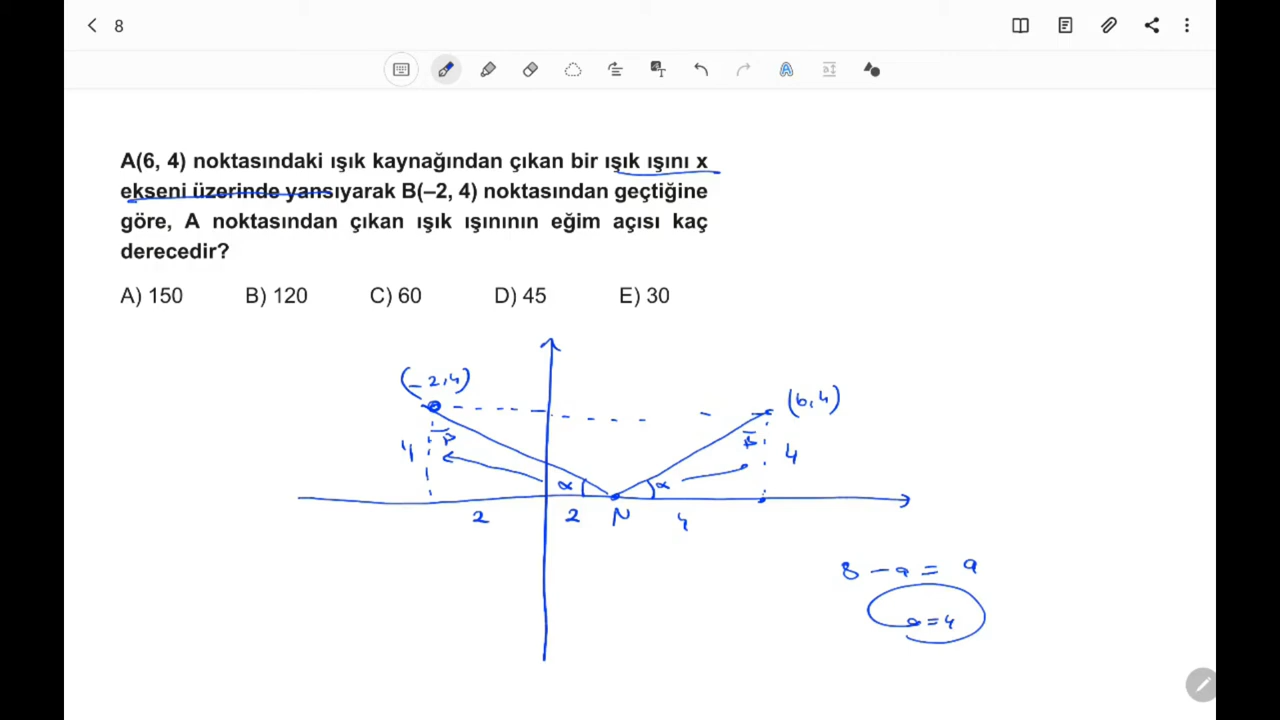 8
A(6, 4) noktasındaki ışık kaynağından çıkan bir ışık ışını x
ekseni üzerinde yansıyarak B(–2, 4) noktasından geçtiğine
göre, A noktasından çıkan ışık ışınının eğim açısı kaç
derecedir?
A) 150 B) 120 C) 60 D) 45 E) 30
(-2,4) (6,4)
4 4
α α
2 2 N 4
8 - a = a
a = 4